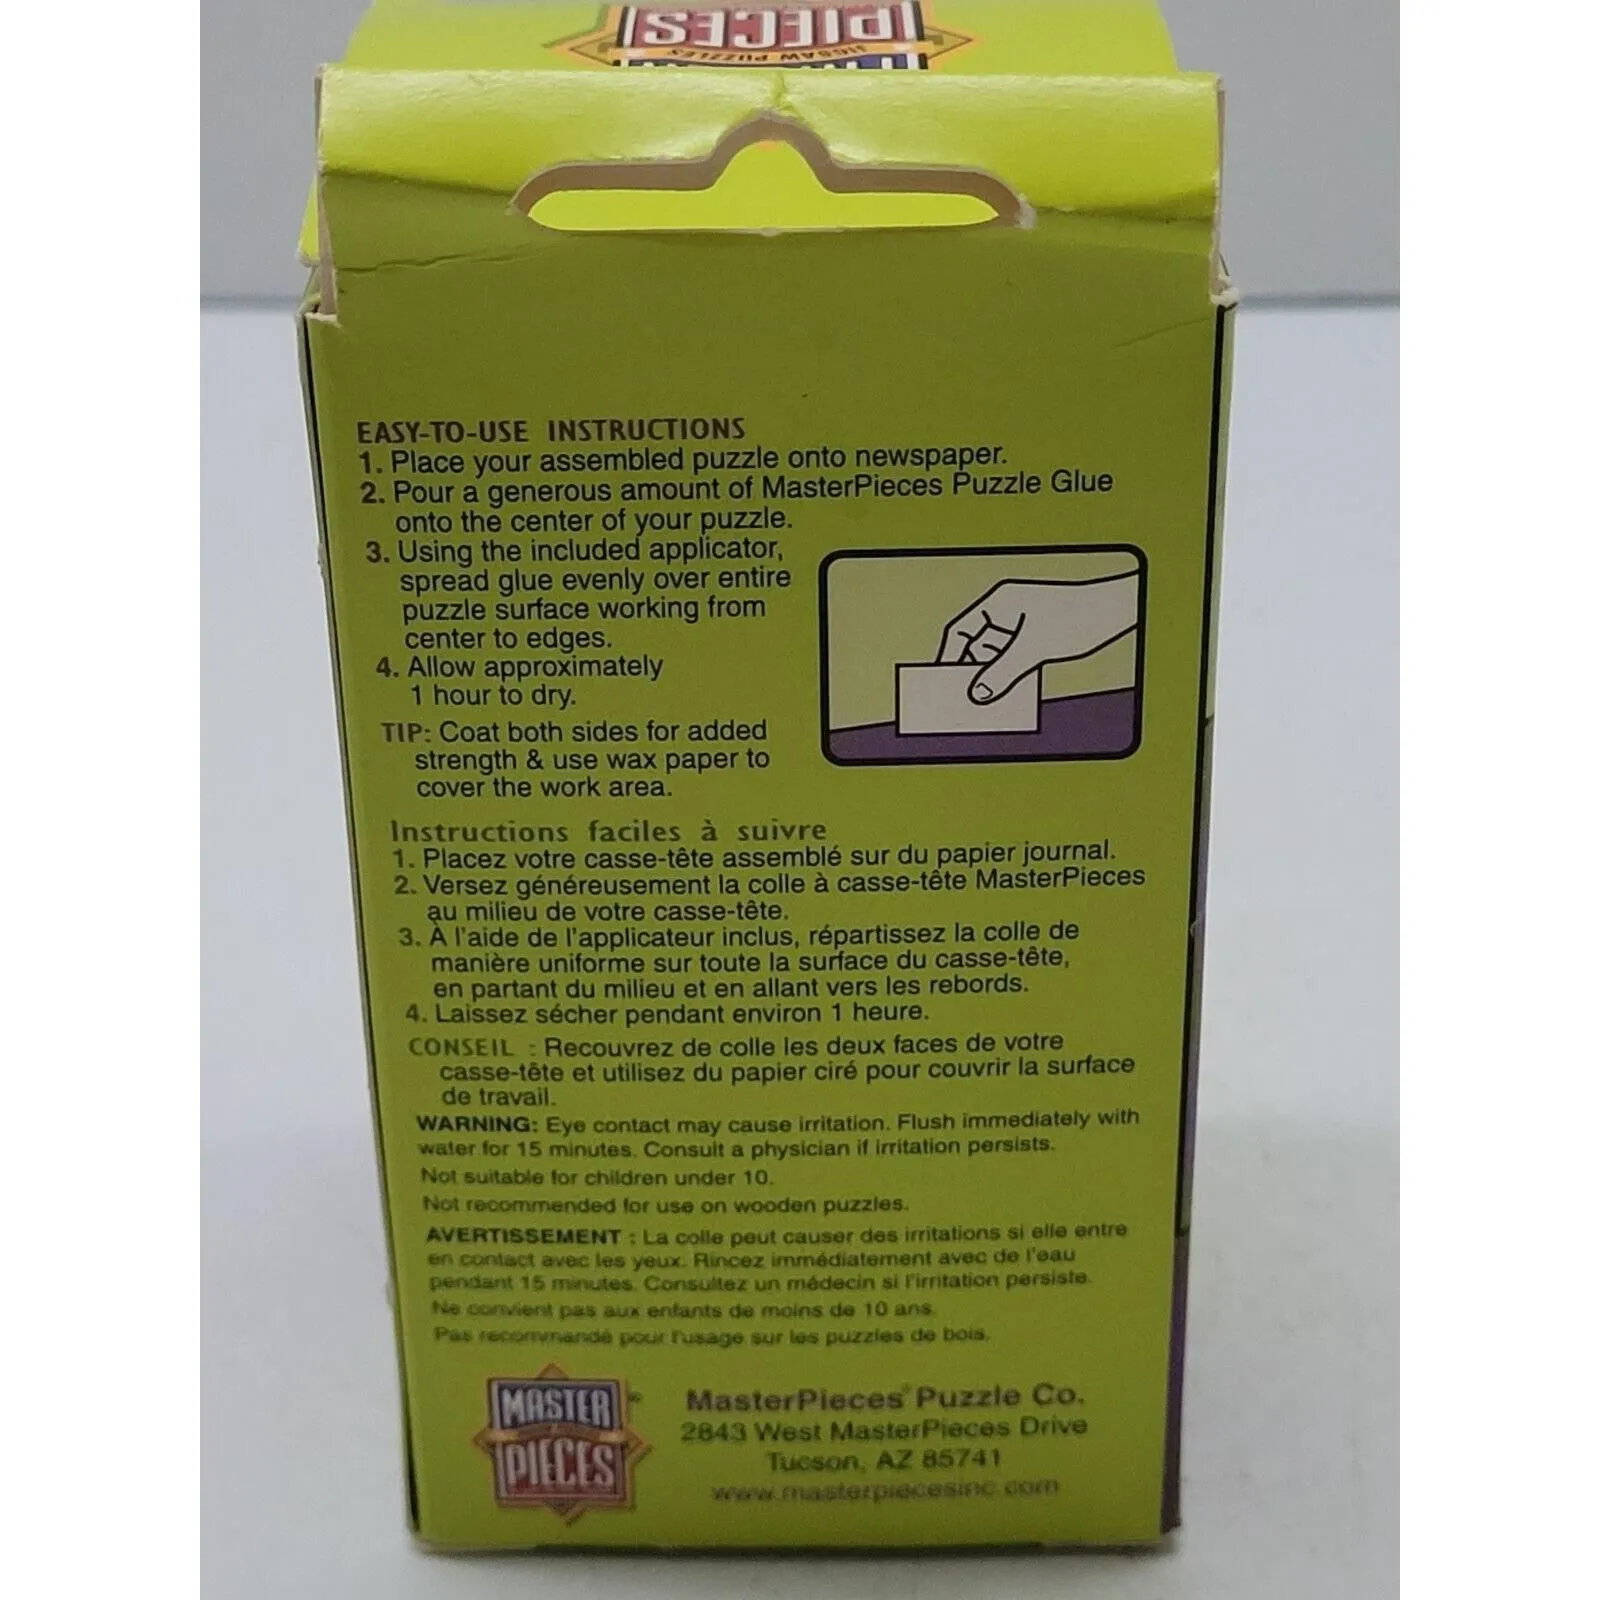 PIECES
JIGSAW PUZZLES
EASY-TO-USE INSTRUCTIONS
1. Place your assembled puzzle onto newspaper.
2. Pour a generous amount of MasterPieces Puzzle Glue
onto the center of your puzzle.
3. Using the included applicator,
spread glue evenly over entire
puzzle surface working from
center to edges.
4. Allow approximately
1 hour to dry.
TIP: Coat both sides for added
strength & use wax paper to
cover the work area.
Instructions faciles à suivre
1. Placez votre casse-tête assemblé sur du papier journal.
2. Versez généreusement la colle à casse-tête MasterPieces
au milieu de votre casse-tête.
3. À l'aide de l'applicateur inclus, répartissez la colle de
manière uniforme sur toute la surface du casse-tête,
en partant du milieu et en allant vers les rebords.
4. Laissez sécher pendant environ 1 heure.
CONSEIL : Recouvrez de colle les deux faces de votre
casse-tête et utilisez du papier ciré pour couvrir la surface
de travail.
WARNING: Eye contact may cause irritation. Flush immediately with
water for 15 minutes. Consult a physician if irritation persists.
Not suitable for children under 10.
Not recommended for use on wooden puzzles.
AVERTISSEMENT : La colle peut causer des irritations si elle entre
en contact avec les yeux. Rincez immédiatement avec de l'eau
pendant 15 minutes. Consultez un médecin si l'irritation persiste.
Ne convient pas aux enfants de moins de 10 ans.
Pas recommandé pour l'usage sur les puzzles de bois.
MASTER
PIECES
MasterPieces® Puzzle Co.
2843 West MasterPieces Drive
Tucson, AZ 85741
www.masterpiecesinc.com